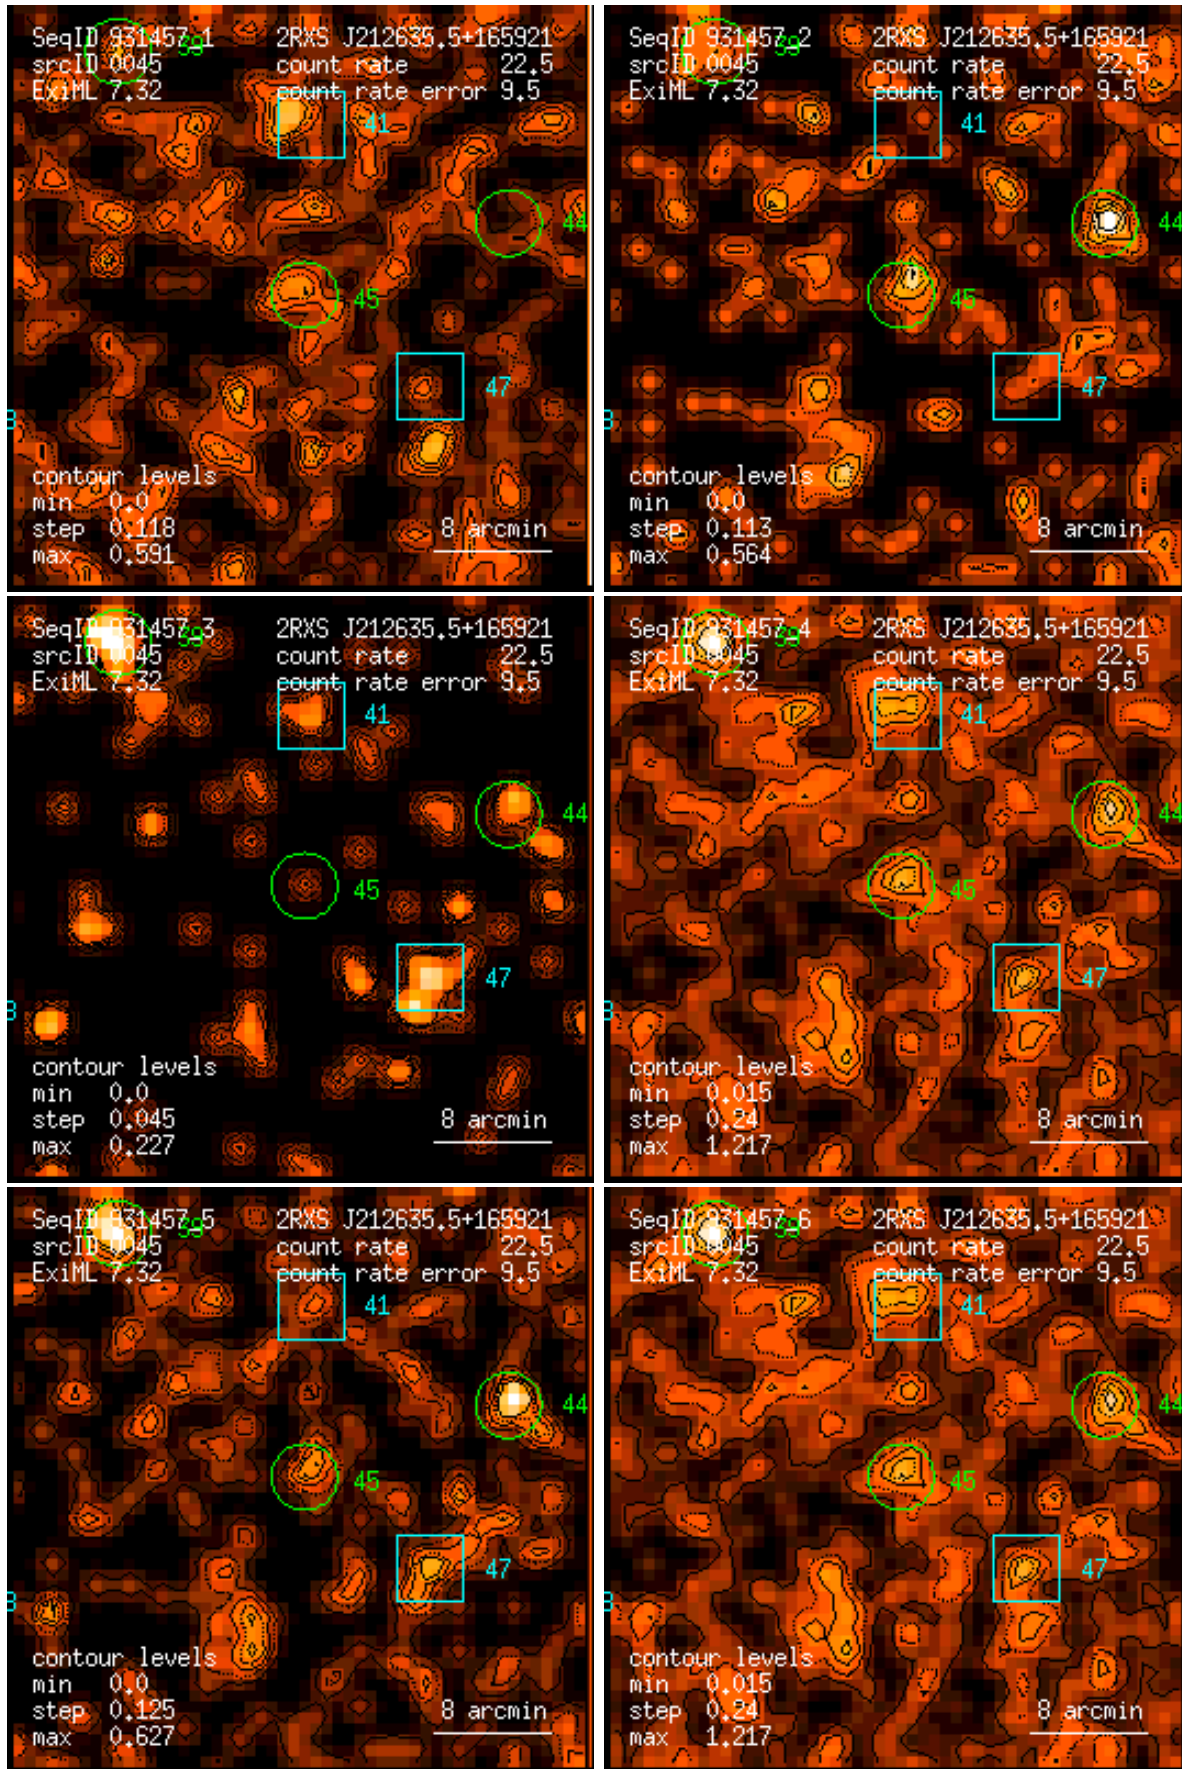 SeqID 931457_1 2RXS J212635.5+165921
srcID 0045 count rate 22.5
ExiML 7.32 count rate error 9.5
39
41
44
45
47
contour levels
min 0.0
step 0.118
max 0.591
8 arcmin
SeqID 931457_2 2RXS J212635.5+165921
srcID 0045 count rate 22.5
ExiML 7.32 count rate error 9.5
39
41
44
45
47
contour levels
min 0.0
step 0.113
max 0.564
8 arcmin
SeqID 931457_3 2RXS J212635.5+165921
srcID 0045 count rate 22.5
ExiML 7.32 count rate error 9.5
39
41
44
45
47
contour levels
min 0.0
step 0.045
max 0.227
8 arcmin
SeqID 931457_4 2RXS J212635.5+165921
srcID 0045 count rate 22.5
ExiML 7.32 count rate error 9.5
39
41
44
45
47
contour levels
min 0.015
step 0.24
max 1.217
8 arcmin
SeqID 931457_5 2RXS J212635.5+165921
srcID 0045 count rate 22.5
ExiML 7.32 count rate error 9.5
39
41
44
45
47
contour levels
min 0.0
step 0.125
max 0.627
8 arcmin
SeqID 931457_6 2RXS J212635.5+165921
srcID 0045 count rate 22.5
ExiML 7.32 count rate error 9.5
39
41
44
45
47
contour levels
min 0.015
step 0.24
max 1.217
8 arcmin